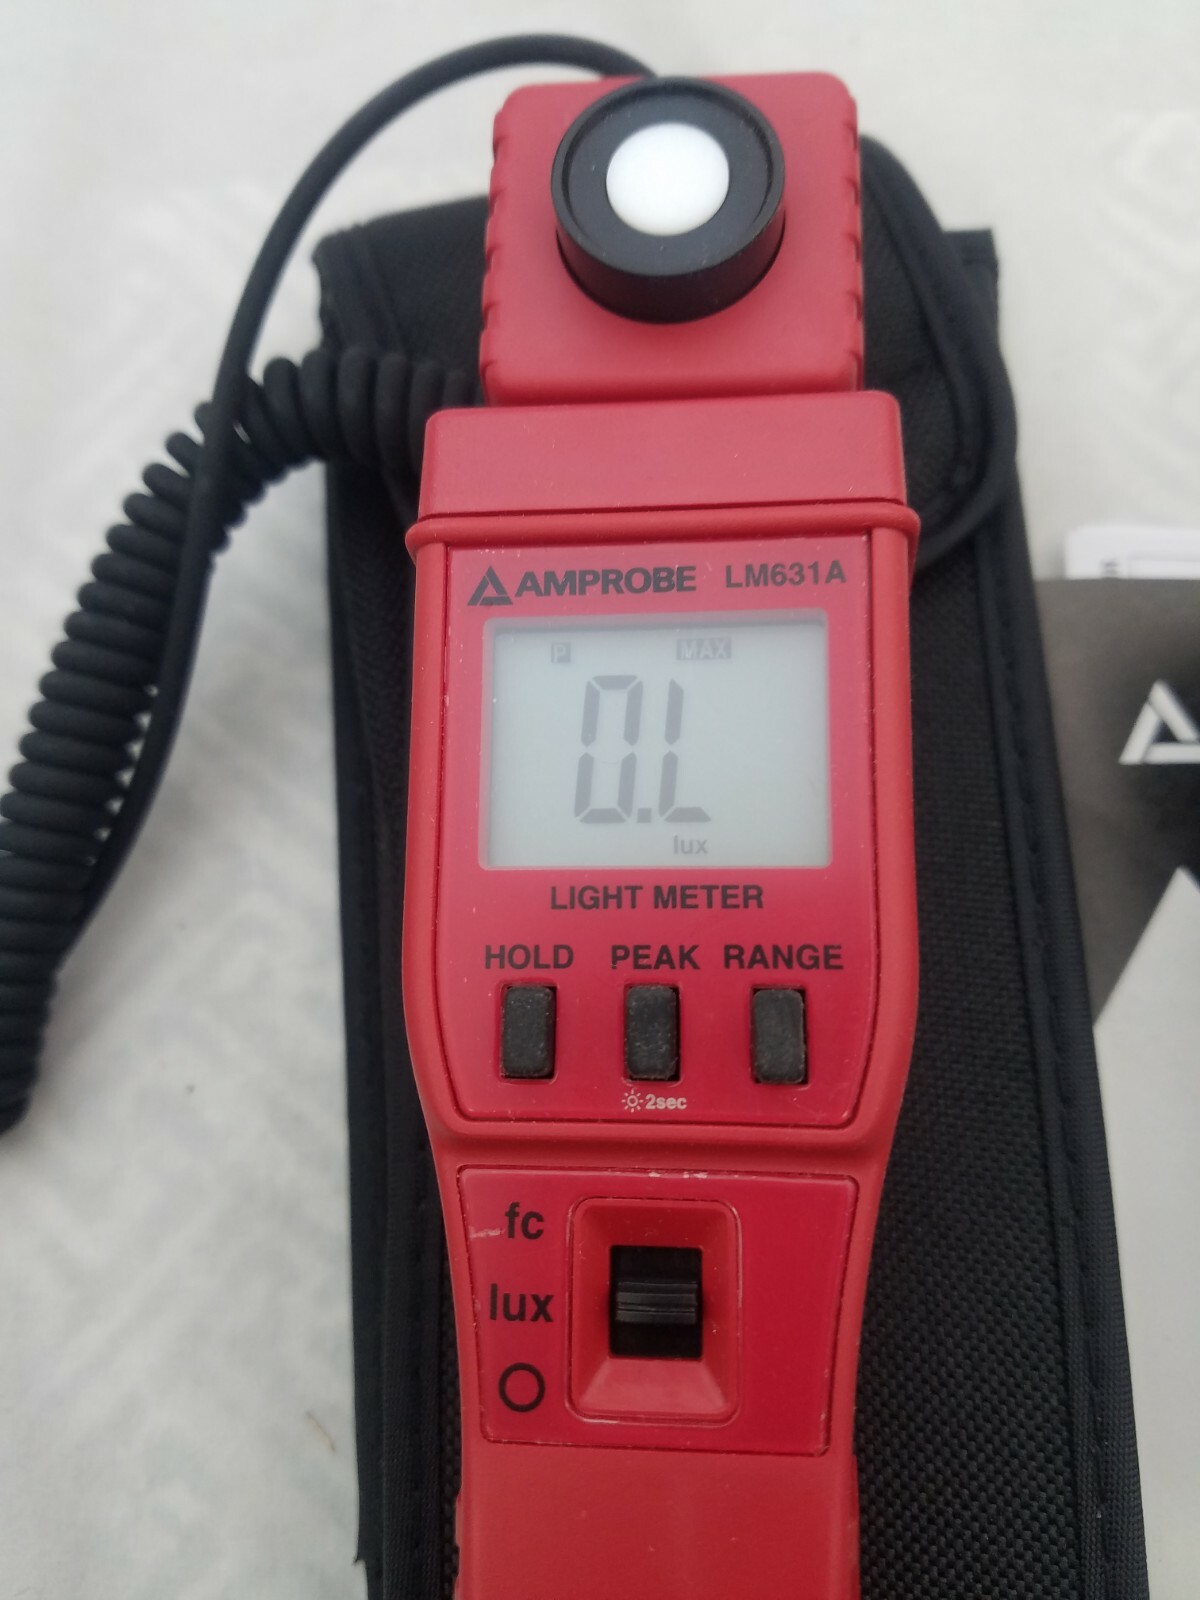 AMPROBE LM631A
P MAX
0.L
lux
LIGHT METER
HOLD PEAK RANGE
2sec
fc
lux